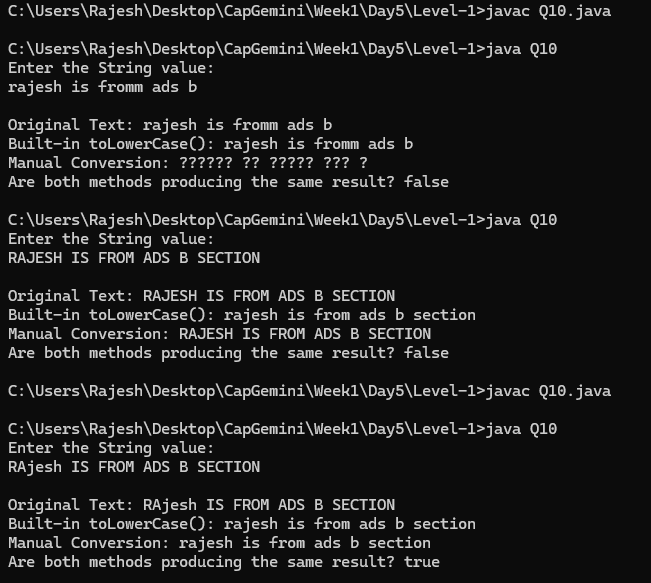 C:\Users\Rajesh\Desktop\CapGemini\Week1\Day5\Level-1>javac Q10.java
C:\Users\Rajesh\Desktop\CapGemini\Week1\Day5\Level-1>java Q10
Enter the String value:
rajesh is fromm ads b
Original Text: rajesh is fromm ads b
Built-in toLowerCase(): rajesh is fromm ads b
Manual Conversion: ?????? ?? ????? ??? ?
Are both methods producing the same result? false
C:\Users\Rajesh\Desktop\CapGemini\Week1\Day5\Level-1>java Q10
Enter the String value:
RAJESH IS FROM ADS B SECTION
Original Text: RAJESH IS FROM ADS B SECTION
Built-in toLowerCase(): rajesh is from ads b section
Manual Conversion: RAJESH IS FROM ADS B SECTION
Are both methods producing the same result? false
C:\Users\Rajesh\Desktop\CapGemini\Week1\Day5\Level-1>javac Q10.java
C:\Users\Rajesh\Desktop\CapGemini\Week1\Day5\Level-1>java Q10
Enter the String value:
RAjesh IS FROM ADS B SECTION
Original Text: RAjesh IS FROM ADS B SECTION
Built-in toLowerCase(): rajesh is from ads b section
Manual Conversion: rajesh is from ads b section
Are both methods producing the same result? true